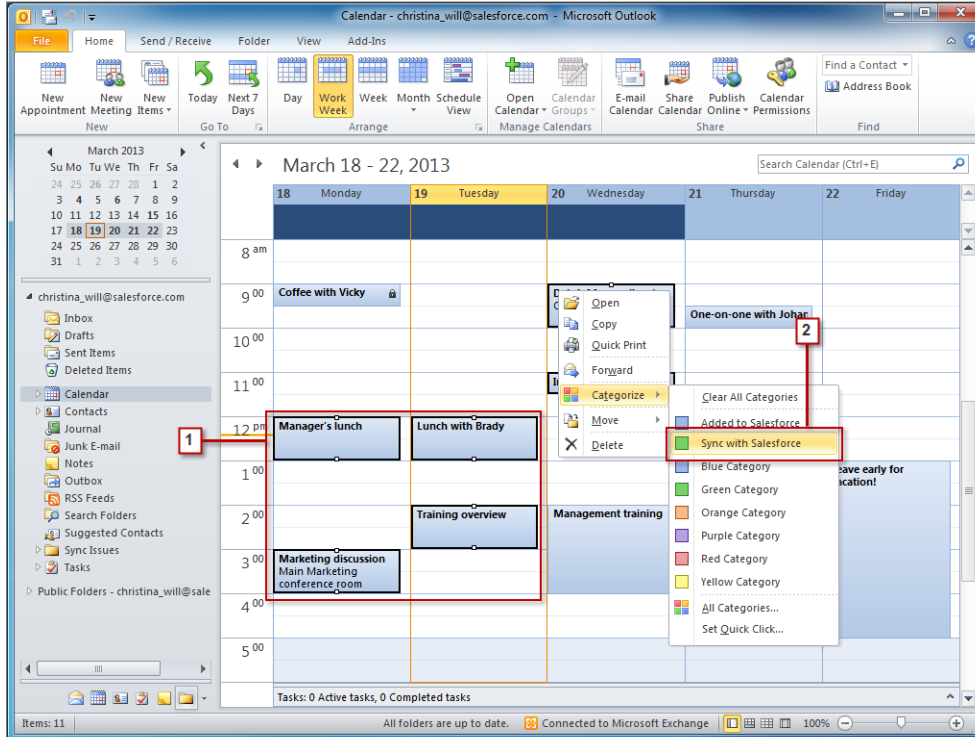 Calendar - christina_will@salesforce.com - Microsoft Outlook
File Home Send / Receive Folder View Add-Ins
New Appointment
New Meeting
New Items
Today
Next 7 Days
Day
Work Week
Week
Month
Schedule View
Open Calendar
Calendar Groups
E-mail Calendar
Share Calendar
Publish Online
Calendar Permissions
Find a Contact
Address Book
New Go To Arrange Manage Calendars Share Find
March 2013
Su Mo Tu We Th Fr Sa
24 25 26 27 28 1 2
3 4 5 6 7 8 9
10 11 12 13 14 15 16
17 18 19 20 21 22 23
24 25 26 27 28 29 30
31 1 2 3 4 5 6
christina_will@salesforce.com
Inbox
Drafts
Sent Items
Deleted Items
Calendar
Contacts
Journal
Junk E-mail
Notes
Outbox
RSS Feeds
Search Folders
Suggested Contacts
Sync Issues
Tasks
Public Folders - christina_will@sale
March 18 - 22, 2013
Search Calendar (Ctrl+E)
18 Monday 19 Tuesday 20 Wednesday 21 Thursday 22 Friday
8 am
9 00
10 00
11 00
12 pm
1 00
2 00
3 00
4 00
5 00
Coffee with Vicky
One-on-one with Johar
1
Manager's lunch
Lunch with Brady
Training overview
Marketing discussion
Main Marketing
conference room
Management training
early for
Open
Copy
Quick Print
Forward
Categorize
Move
Delete
2
Clear All Categories
Added to Salesforce
Sync with Salesforce
Blue Category
Green Category
Orange Category
Purple Category
Red Category
Yellow Category
All Categories...
Set Quick Click...
Tasks: 0 Active tasks, 0 Completed tasks
Items: 11
All folders are up to date. Connected to Microsoft Exchange 100%